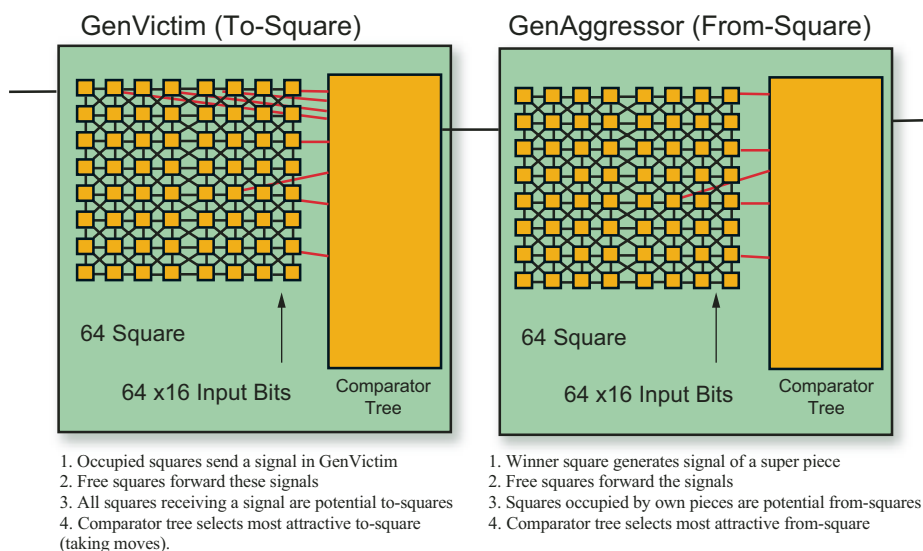 GenVictim (To-Square)
64 Square
64 x16 Input Bits
Comparator
Tree
1. Occupied squares send a signal in GenVictim
2. Free squares forward these signals
3. All squares receiving a signal are potential to-squares
4. Comparator tree selects most attractive to-square
(taking moves).
GenAggressor (From-Square)
64 Square
64 x16 Input Bits
Comparator
Tree
1. Winner square generates signal of a super piece
2. Free squares forward the signals
3. Squares occupied by own pieces are potential from-squares
4. Comparator tree selects most attractive from-square